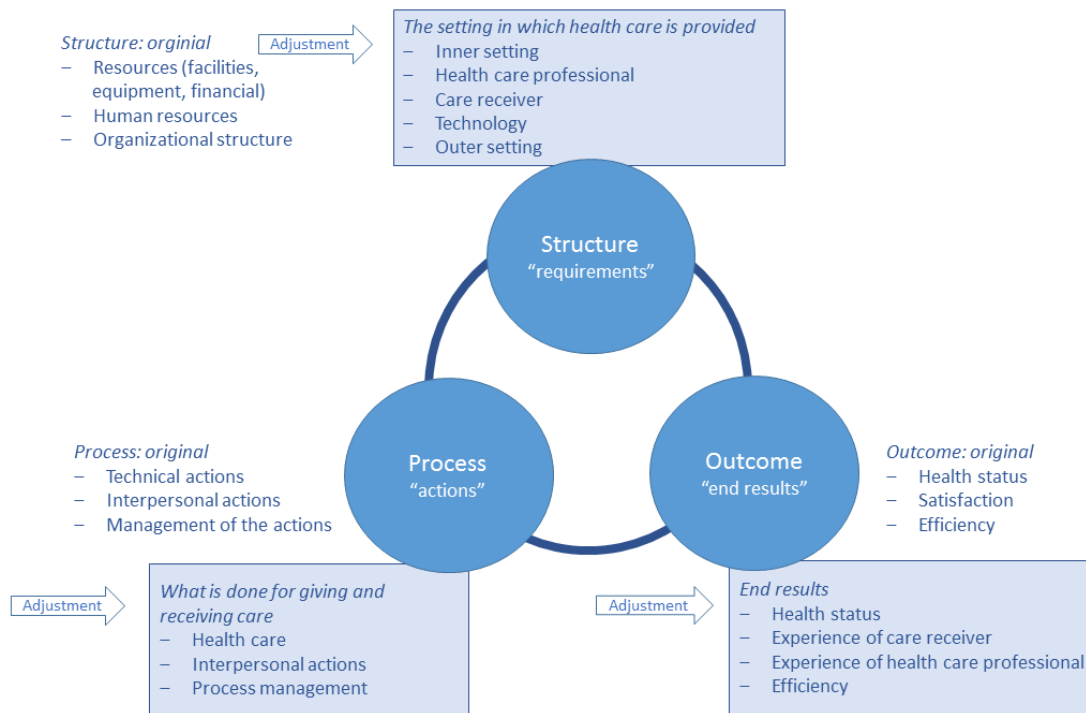 Structure: orginial
– Resources (facilities,
equipment, financial)
– Human resources
– Organizational structure
Adjustment
The setting in which health care is provided
– Inner setting
– Health care professional
– Care receiver
– Technology
– Outer setting
Structure
“requirements”
Process: original
– Technical actions
– Interpersonal actions
– Management of the actions
Process
“actions”
Outcome
“end results”
Outcome: original
– Health status
– Satisfaction
– Efficiency
Adjustment
What is done for giving and
receiving care
– Health care
– Interpersonal actions
– Process management
Adjustment
End results
– Health status
– Experience of care receiver
– Experience of health care professional
– Efficiency